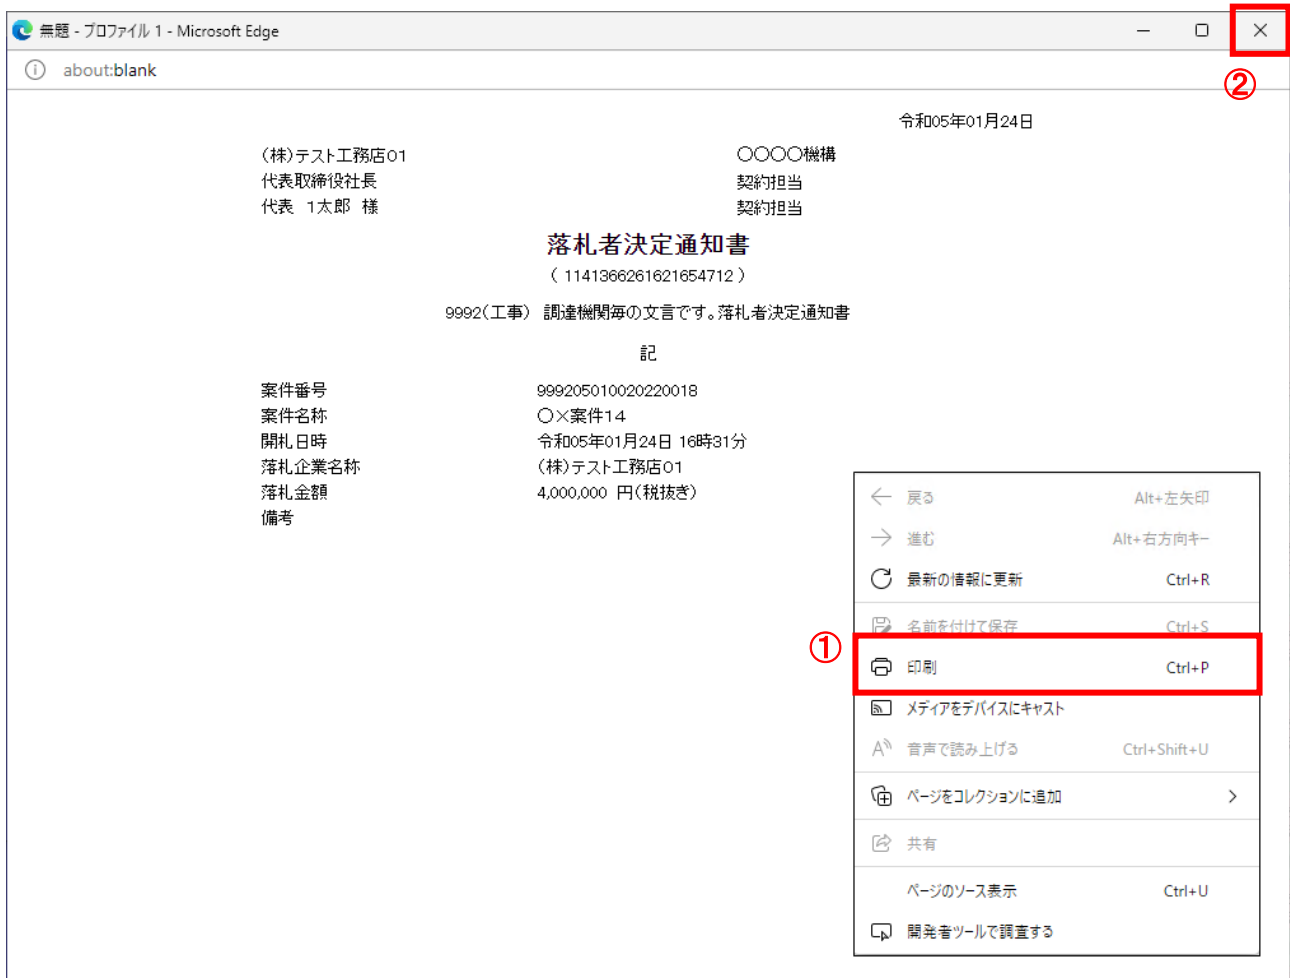 無題 - プロファイル 1 - Microsoft Edge
②
about:blank
令和05年01月24日
(株)テスト工務店01
〇〇〇〇機構
代表取締役社長
契約担当
代表 1太郎 様
契約担当
落札者決定通知書
( 1141366261621654712 )
9992(工事) 調達機関毎の文言です。落札者決定通知書
記
案件番号 999205010020220018
案件名称 〇×案件14
開札日時 令和05年01月24日 16時31分
落札企業名称 (株)テスト工務店01
落札金額 4,000,000 円(税抜き)
備考
戻る Alt+左矢印
進む Alt+右方向キー
最新の情報に更新 Ctrl+R
名前を付けて保存 Ctrl+S
①
印刷 Ctrl+P
メディアをデバイスにキャスト
音声で読み上げる Ctrl+Shift+U
ページをコレクションに追加
共有
ページのソース表示 Ctrl+U
開発者ツールで調査する